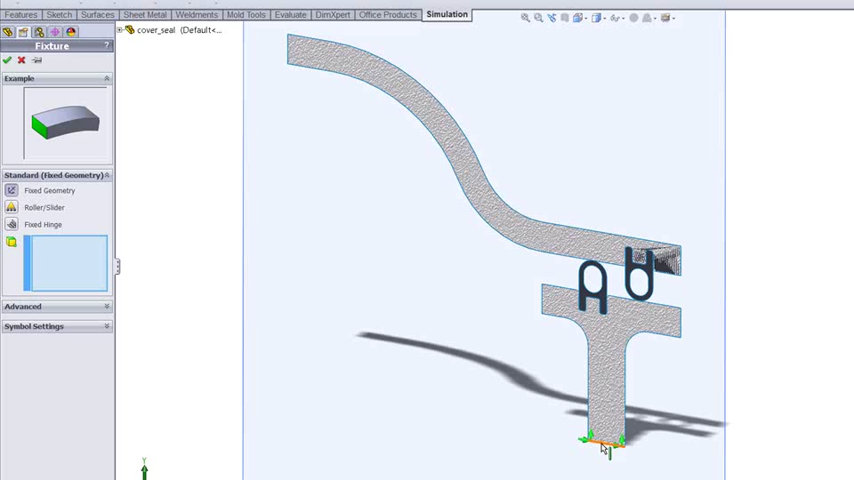 Features Sketch Surfaces Sheet Metal Weldments Mold Tools Evaluate DimXpert Office Products Simulation
Fixture ?
cover_seal (Default<...
Example
Standard (Fixed Geometry)
Fixed Geometry
Roller/Slider
Fixed Hinge
Advanced
Symbol Settings
Y